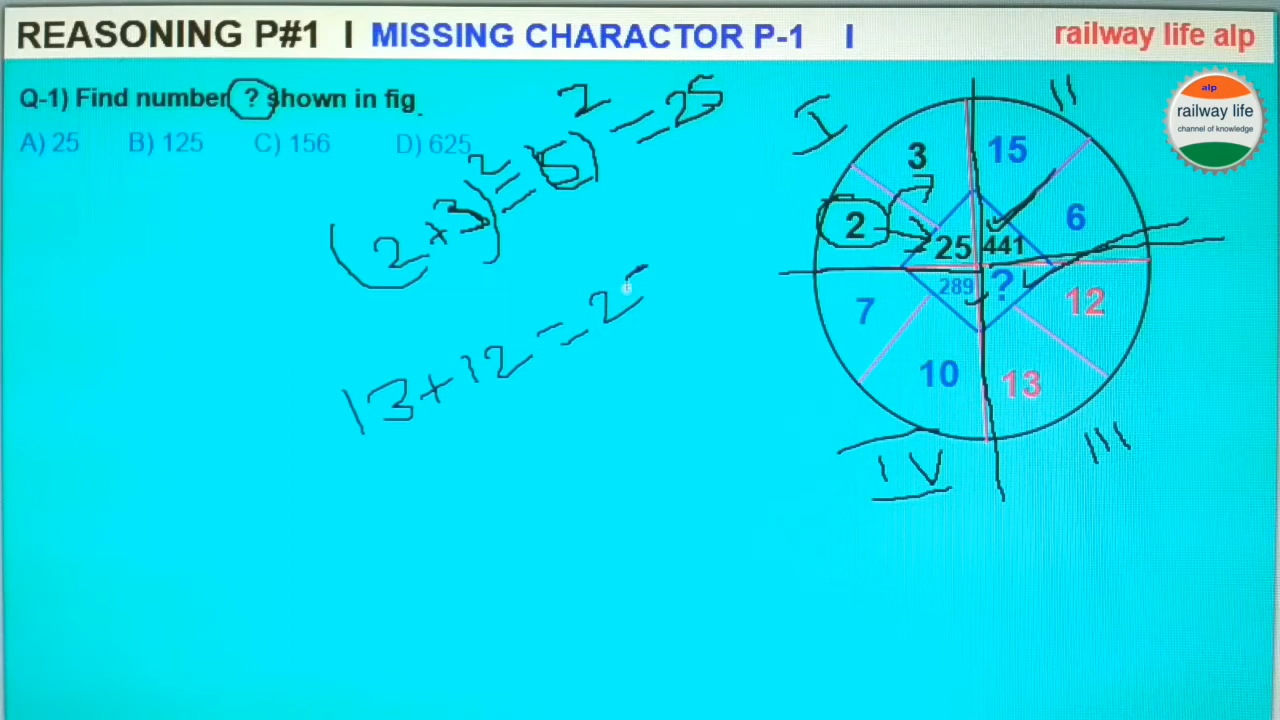 REASONING P#1 I MISSING CHARACTOR P-1 I
railway life alp
Q-1) Find number ? shown in fig.
A) 25 B) 125 C) 156 D) 625
alp
railway life
channel of knowledge
I
II
3
15
2
6
25
441
289
?
7
12
10
13
IV
III
(2+3)² = (5)² = 25
13+12=2